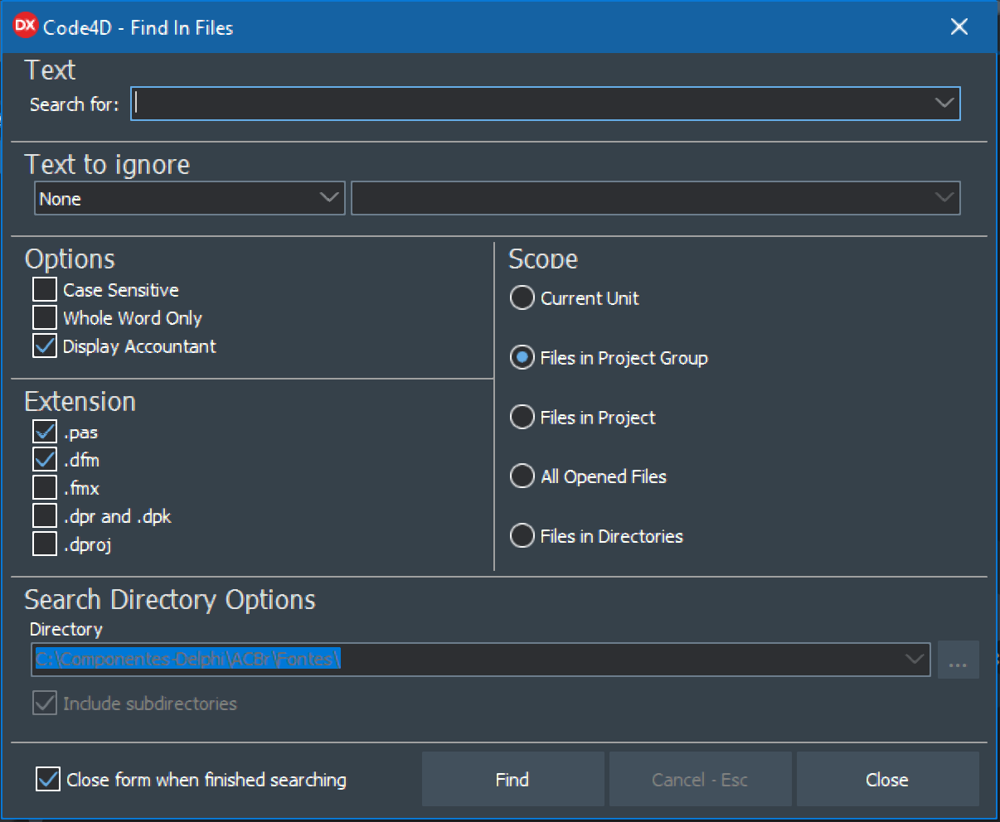 DX Code4D - Find In Files
Text
Search for:
Text to ignore
None
Options
Case Sensitive
Whole Word Only
Display Accountant
Extension
.pas
.dfm
.fmx
.dpr and .dpk
.dproj
Scope
Current Unit
Files in Project Group
Files in Project
All Opened Files
Files in Directories
Search Directory Options
Directory
C:\Componentes-Delphi\ACBr\Fontes\
...
Include subdirectories
Close form when finished searching
Find
Cancel - Esc
Close